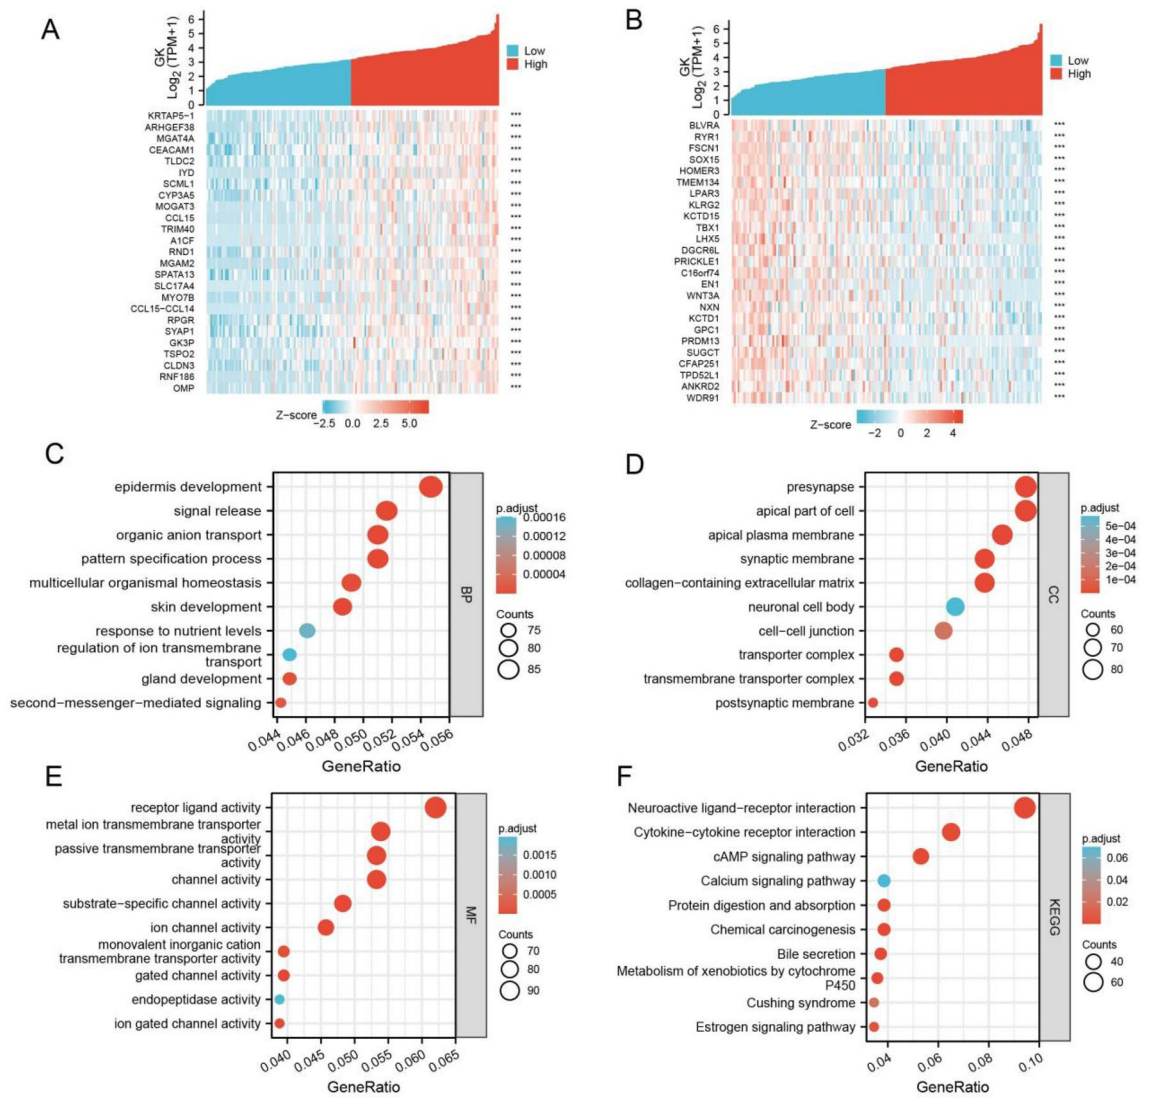 A
GK
Log2 (TPM+1)
6
5
4
3
2
1
0
Low
High
KRTAP5−1 ***
ARHGEF38 ***
MGAT4A ***
CEACAM1 ***
TLDC2 ***
IYD ***
SCML1 ***
CYP3A5 ***
MOGAT3 ***
CCL15 ***
TRIM40 ***
A1CF ***
RND1 ***
MGAM2 ***
SPATA13 ***
SLC17A4 ***
MYO7B ***
CCL15−CCL14 ***
RPGR ***
SYAP1 ***
GK3P ***
TSPO2 ***
CLDN3 ***
RNF186 ***
OMP ***
Z−score
−2.5 0.0 2.5 5.0
B
GK
Log2 (TPM+1)
6
5
4
3
2
1
0
Low
High
BLVRA ***
RYR1 ***
FSCN1 ***
SOX15 ***
HOMER3 ***
TMEM134 ***
LPAR3 ***
KLRG2 ***
KCTD15 ***
TBX1 ***
LHX5 ***
DGCR6L ***
PRICKLE1 ***
C16orf74 ***
EN1 ***
WNT3A ***
NXN ***
KCTD1 ***
GPC1 ***
PRDM13 ***
SUGCT ***
CFAP251 ***
TPD52L1 ***
ANKRD2 ***
WDR91 ***
Z−score
−2 0 2 4
C
epidermis development
signal release
organic anion transport
pattern specification process
multicellular organismal homeostasis
skin development
response to nutrient levels
regulation of ion transmembrane
transport
gland development
second−messenger−mediated signaling
0.044 0.046 0.048 0.050 0.052 0.054 0.056
GeneRatio
BP
p.adjust
0.00016
0.00012
0.00008
0.00004
Counts
75
80
85
D
presynapse
apical part of cell
apical plasma membrane
synaptic membrane
collagen−containing extracellular matrix
neuronal cell body
cell−cell junction
transporter complex
transmembrane transporter complex
postsynaptic membrane
0.032 0.036 0.040 0.044 0.048
GeneRatio
CC
p.adjust
5e−04
4e−04
3e−04
2e−04
1e−04
Counts
60
70
80
E
receptor ligand activity
metal ion transmembrane transporter
activity
passive transmembrane transporter
activity
channel activity
substrate−specific channel activity
ion channel activity
monovalent inorganic cation
transmembrane transporter activity
gated channel activity
endopeptidase activity
ion gated channel activity
0.040 0.045 0.050 0.055 0.060 0.065
GeneRatio
MF
p.adjust
0.0015
0.0010
0.0005
Counts
70
80
90
F
Neuroactive ligand−receptor interaction
Cytokine−cytokine receptor interaction
cAMP signaling pathway
Calcium signaling pathway
Protein digestion and absorption
Chemical carcinogenesis
Bile secretion
Metabolism of xenobiotics by cytochrome
P450
Cushing syndrome
Estrogen signaling pathway
0.04 0.06 0.08 0.10
GeneRatio
KEGG
p.adjust
0.06
0.04
0.02
Counts
40
60